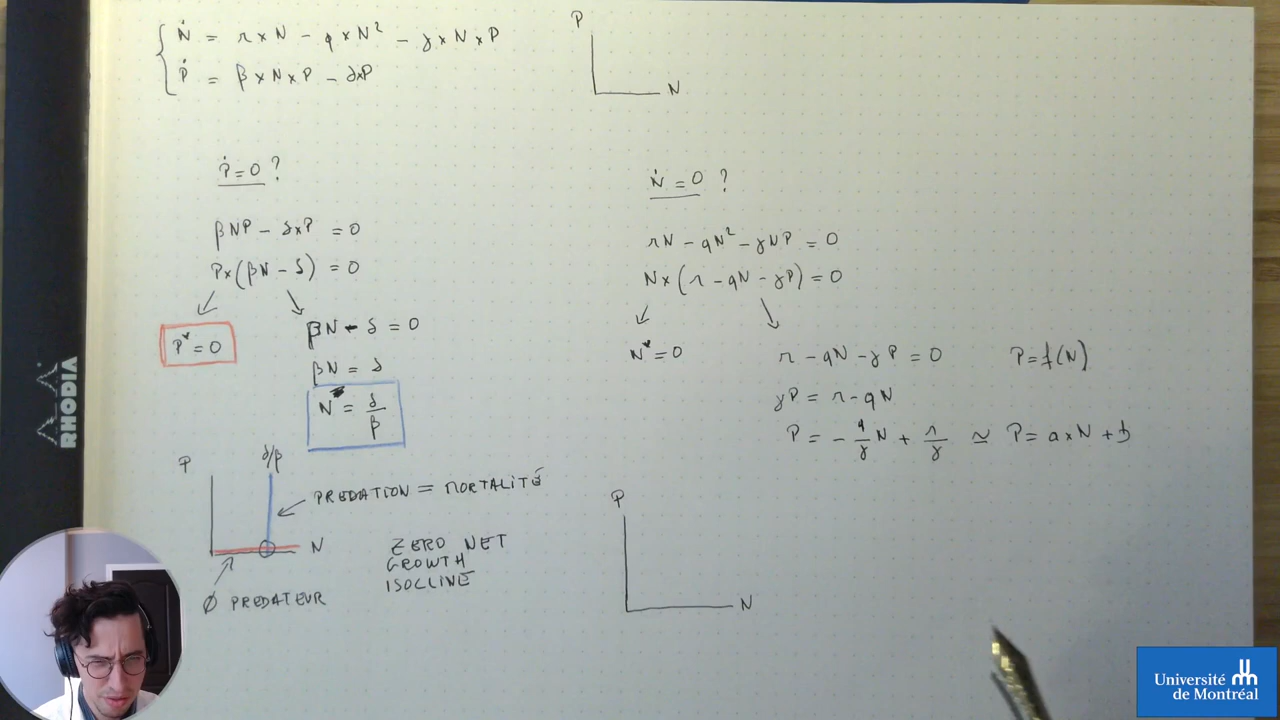 Ṅ = r×N − q×N² − γ×N×P
Ṗ = β×N×P − δ×P
P
N
Ṗ=0 ?
βNP − δ×P = 0
P×(βN − δ) = 0
P*=0
βN − δ = 0
βN = δ
N* = δ/β
P
δ/β
PREDATION = MORTALITÉ
N
ZERO NET
GROWTH
ISOCLINE
Ø PREDATEUR
Ṅ = 0 ?
rN − qN² − γNP = 0
N×(r − qN − γP) = 0
N*=0
r − qN − γP = 0
P=f(N)
γP = r − qN
P = −q/γ N + r/γ ≃ P = a×N + b
P
N
RHODIA
Université
de Montréal